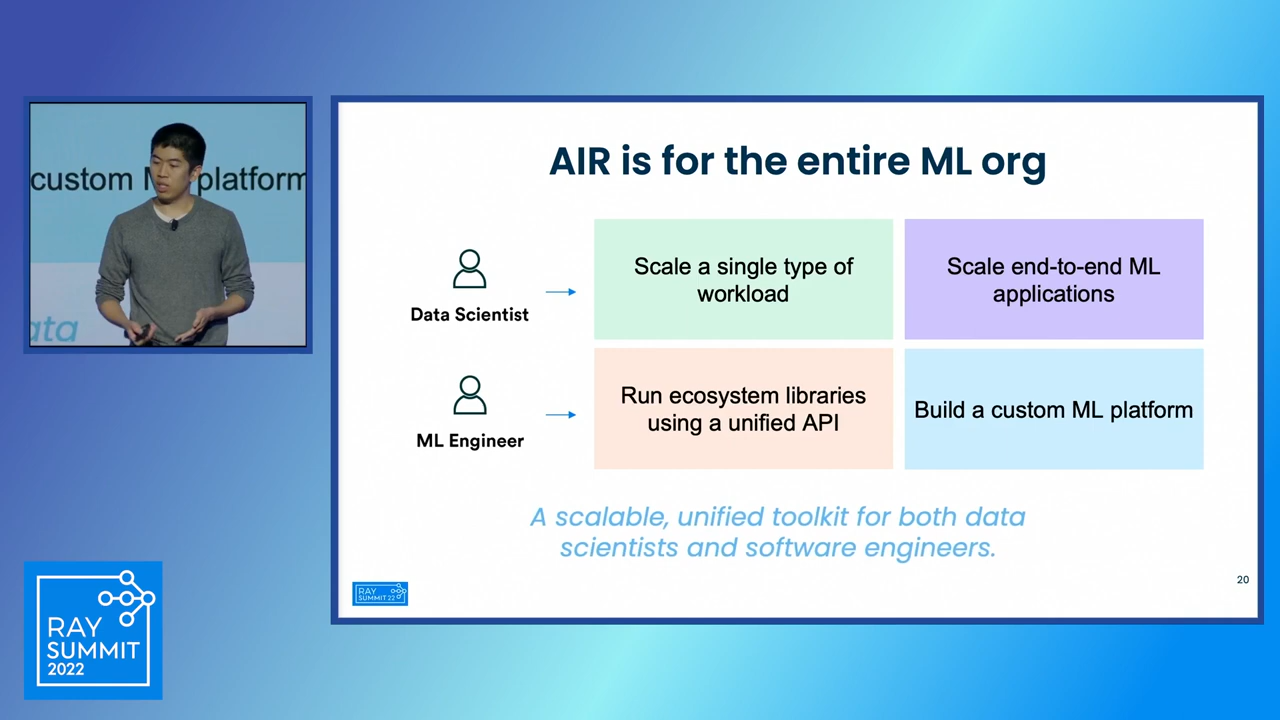 custom M platform
ata
RAY
SUMMIT
2022
AIR is for the entire ML org
Data Scientist
Scale a single type of
workload
Scale end-to-end ML
applications
ML Engineer
Run ecosystem libraries
using a unified API
Build a custom ML platform
A scalable, unified toolkit for both data
scientists and software engineers.
RAY
SUMMIT 22
20